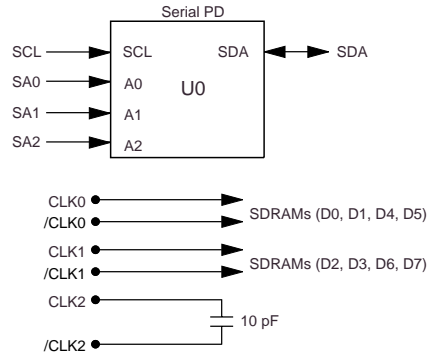 Serial PD
SCL SCL SDA SDA
SA0 A0 U0
SA1 A1
SA2 A2
CLK0
/CLK0 SDRAMs (D0, D1, D4, D5)
CLK1
/CLK1 SDRAMs (D2, D3, D6, D7)
CLK2
10 pF
/CLK2